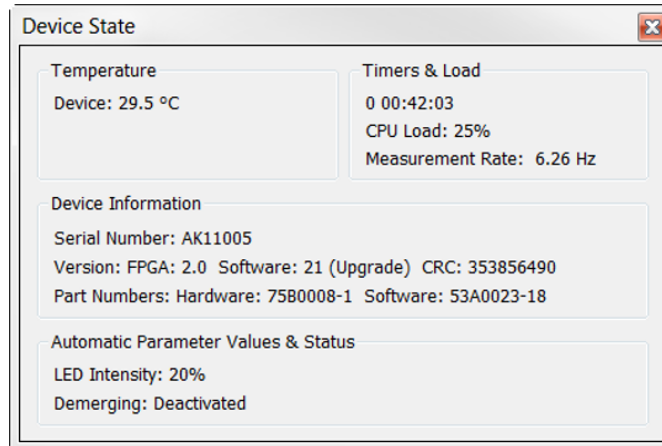 Device State
Temperature
Device: 29.5 ºC
Timers & Load
0 00:42:03
CPU Load: 25%
Measurement Rate: 6.26 Hz
Device Information
Serial Number: AK11005
Version: FPGA: 2.0 Software: 21 (Upgrade) CRC: 353856490
Part Numbers: Hardware: 75B0008-1 Software: 53A0023-18
Automatic Parameter Values & Status
LED Intensity: 20%
Demerging: Deactivated